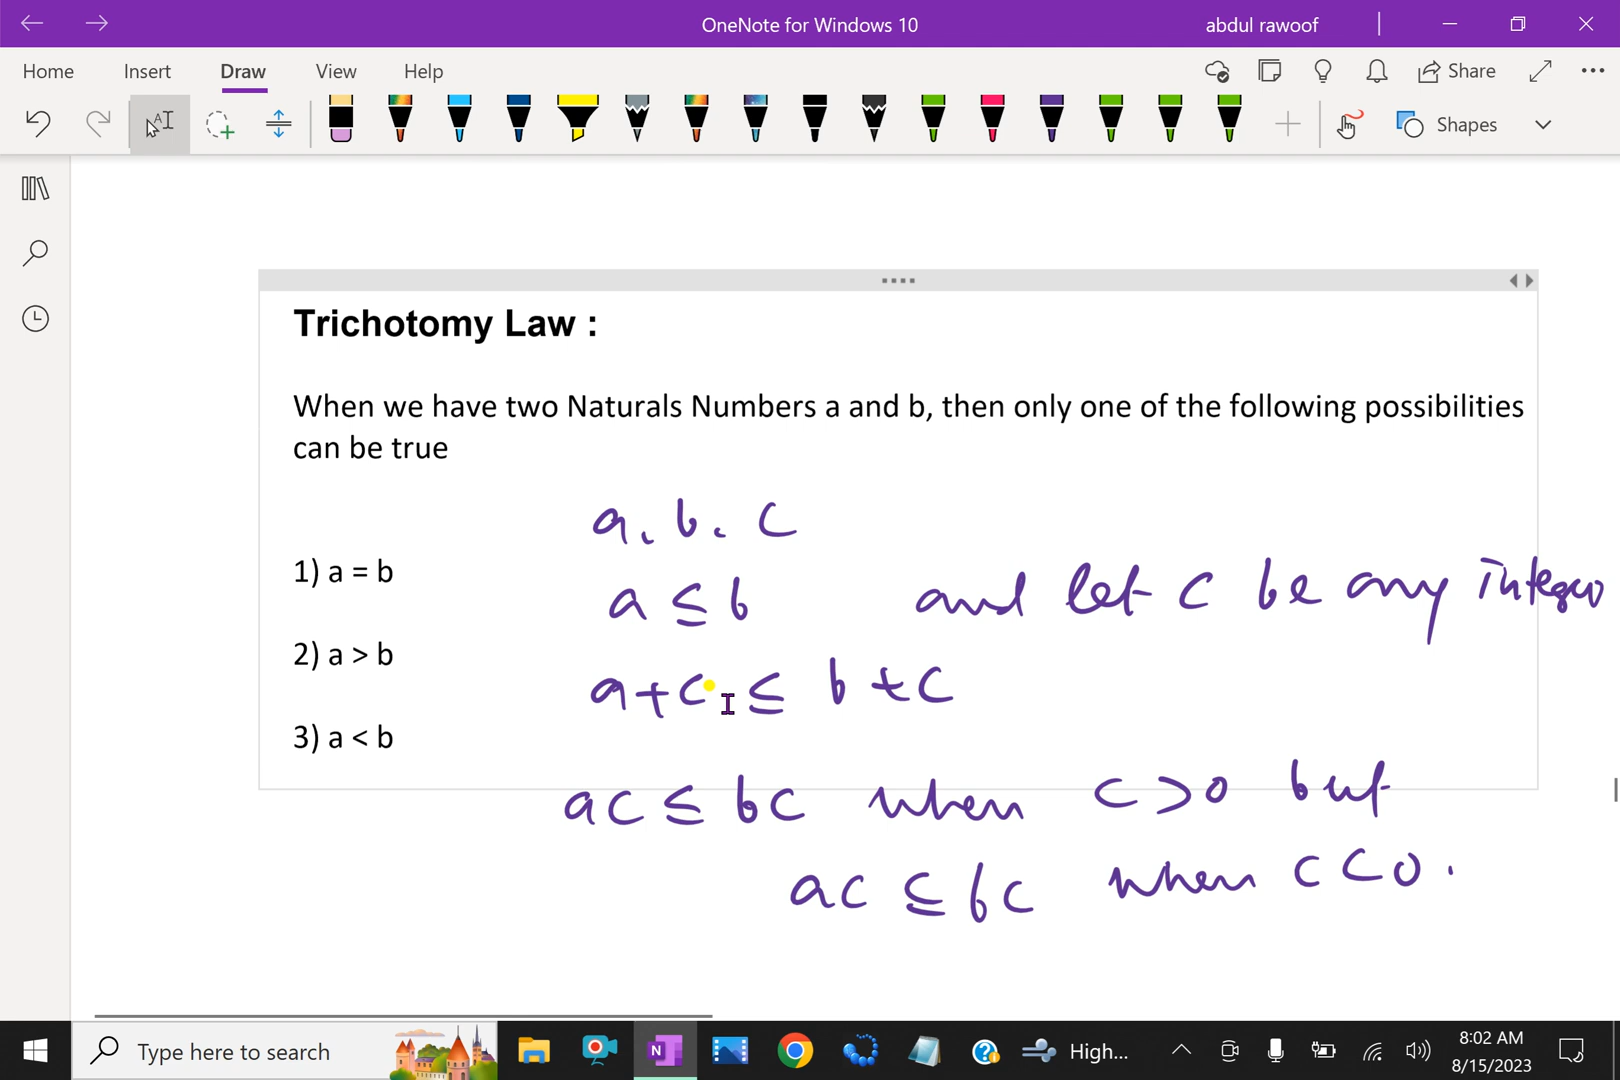 OneNote for Windows 10
abdul rawoof
Home Insert Draw View Help
Share
Shapes
Trichotomy Law :
When we have two Naturals Numbers a and b, then only one of the following possibilities
can be true
a, b, c
1) a = b
a ≤ b and let c be any integer
2) a > b
a+c ≤ b+c
3) a < b
ac ≤ bc when c >0 but
ac ≤ bc when c <0.
Type here to search
High...
8:02 AM
8/15/2023